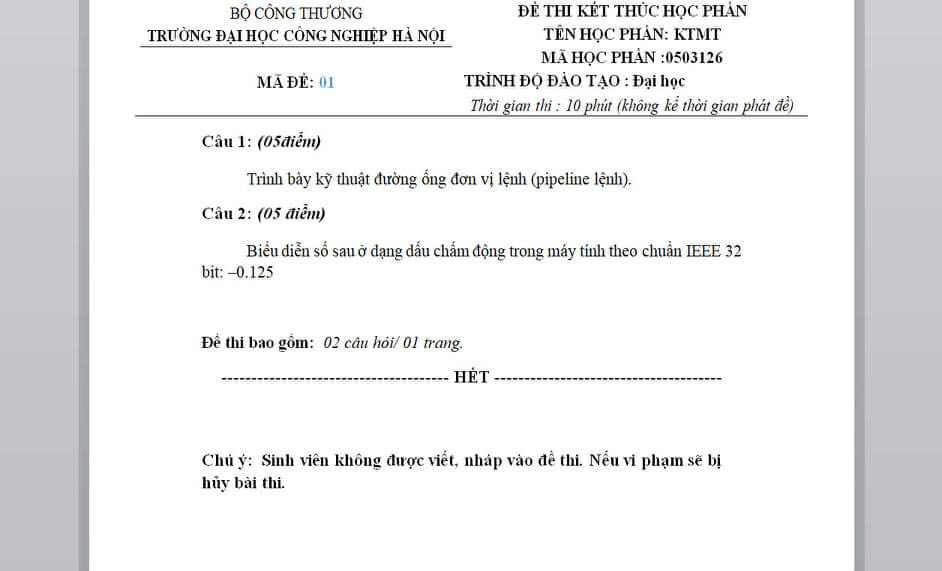 BỘ CÔNG THƯƠNG
TRƯỜNG ĐẠI HỌC CÔNG NGHIỆP HÀ NỘI
MÃ ĐỀ: 01
ĐỀ THI KẾT THÚC HỌC PHẦN
TÊN HỌC PHẦN: KTMT
MÃ HỌC PHẦN :0503126
TRÌNH ĐỘ ĐÀO TẠO : Đại học
Thời gian thi : 10 phút (không kể thời gian phát đề)
Câu 1: (05điểm)
Trình bày kỹ thuật đường ống đơn vị lệnh (pipeline lệnh).
Câu 2: (05 điểm)
Biểu diễn số sau ở dạng dấu chấm động trong máy tính theo chuẩn IEEE 32
bit: –0.125
Đề thi bao gồm: 02 câu hỏi/ 01 trang.
-------------------------------------- HẾT --------------------------------------
Chú ý: Sinh viên không được viết, nháp vào đề thi. Nếu vi phạm sẽ bị
hủy bài thi.